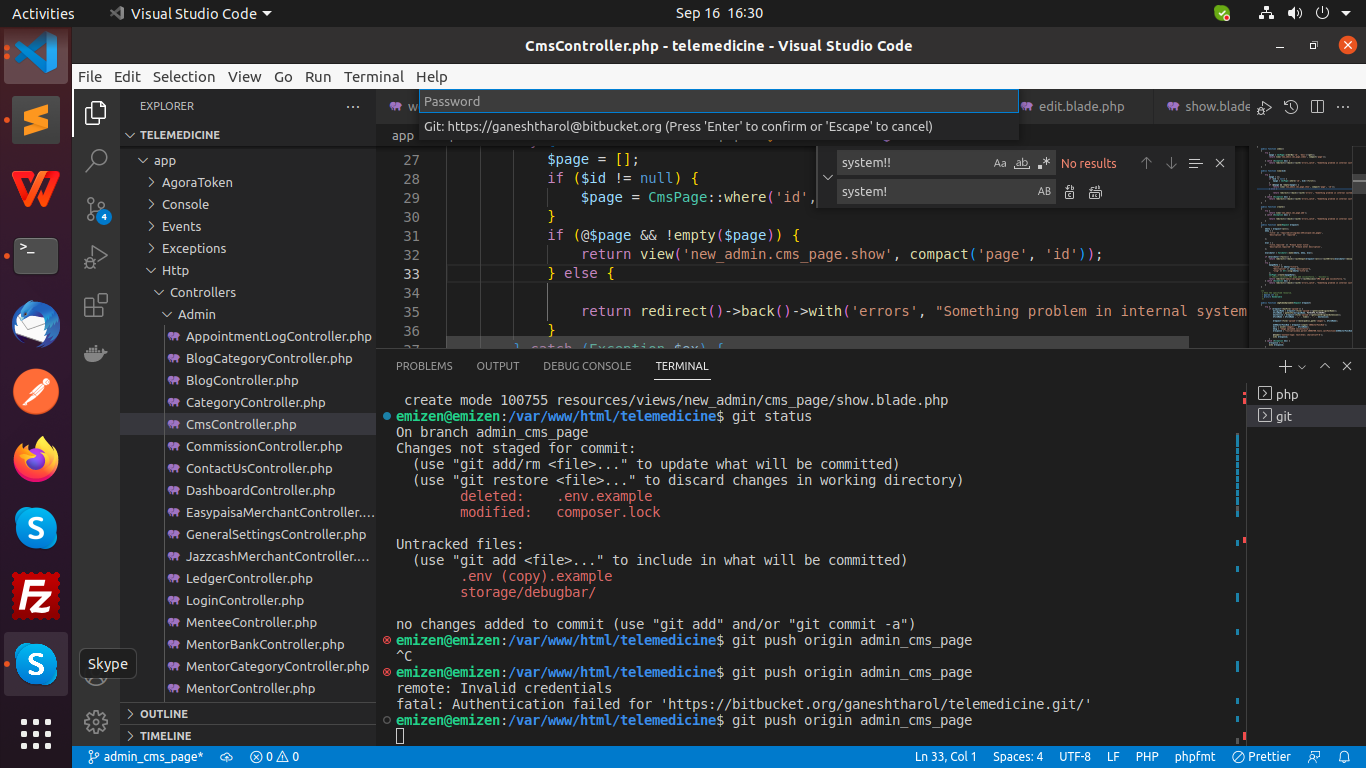 Activities
Visual Studio Code
Sep 16 16:30
CmsController.php - telemedicine - Visual Studio Code
File Edit Selection View Go Run Terminal Help
EXPLORER
Password
edit.blade.php
show.blade
Git: https://ganeshtharol@bitbucket.org (Press 'Enter' to confirm or 'Escape' to cancel)
TELEMEDICINE
app
app
AgoraToken
Console
Events
Exceptions
Http
Controllers
Admin
AppointmentLogController.php
BlogCategoryController.php
BlogController.php
CategoryController.php
CmsController.php
CommissionController.php
ContactUsController.php
DashboardController.php
EasypaisaMerchantController....
GeneralSettingsController.php
JazzcashMerchantController....
LedgerController.php
LoginController.php
MenteeController.php
MentorBankController.php
MentorCategoryController.php
MentorController.php
OUTLINE
TIMELINE
4
Skype
system!!
Aa ab .*
No results
system!
AB
27 $page = [];
28 if ($id != null) {
29 $page = CmsPage::where('id',
30 }
31 if (@$page && !empty($page)) {
32 return view('new_admin.cms_page.show', compact('page', 'id'));
33 } else {
34
35 return redirect()->back()->with('errors', "Something problem in internal system
36 }
37 } catch (Exception $ex) {
PROBLEMS OUTPUT DEBUG CONSOLE TERMINAL
php
git
create mode 100755 resources/views/new_admin/cms_page/show.blade.php
emizen@emizen:/var/www/html/telemedicine$ git status
On branch admin_cms_page
Changes not staged for commit:
(use "git add/rm <file>..." to update what will be committed)
(use "git restore <file>..." to discard changes in working directory)
deleted: .env.example
modified: composer.lock
Untracked files:
(use "git add <file>..." to include in what will be committed)
.env (copy).example
storage/debugbar/
no changes added to commit (use "git add" and/or "git commit -a")
emizen@emizen:/var/www/html/telemedicine$ git push origin admin_cms_page
^C
emizen@emizen:/var/www/html/telemedicine$ git push origin admin_cms_page
remote: Invalid credentials
fatal: Authentication failed for 'https://bitbucket.org/ganeshtharol/telemedicine.git/'
emizen@emizen:/var/www/html/telemedicine$ git push origin admin_cms_page
admin_cms_page* 0 0 Ln 33, Col 1 Spaces: 4 UTF-8 LF PHP phpfmt Prettier